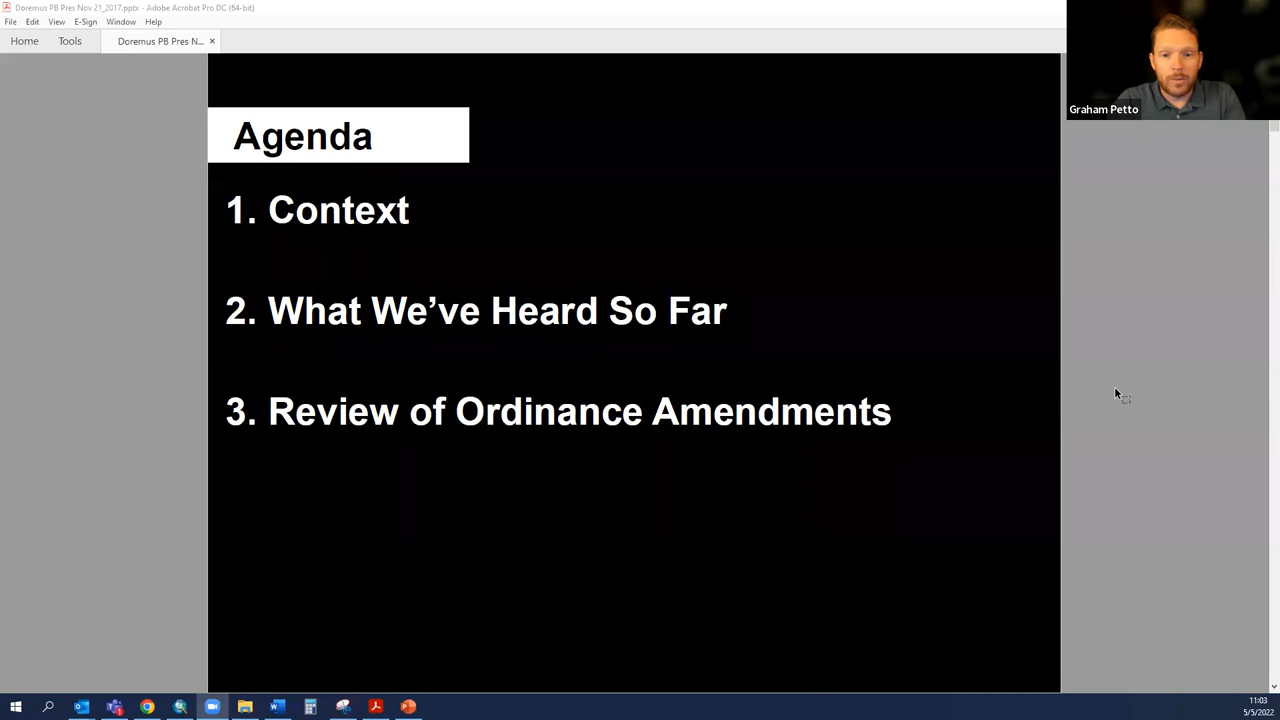 Doremus PB Pres Nov 21_2017.pptx - Adobe Acrobat Pro DC (64-bit)
File Edit View E-Sign Window Help
Home Tools Doremus PB Pres N... ×
Graham Petto
Agenda
1. Context
2. What We’ve Heard So Far
3. Review of Ordinance Amendments
11:03
5/5/2022